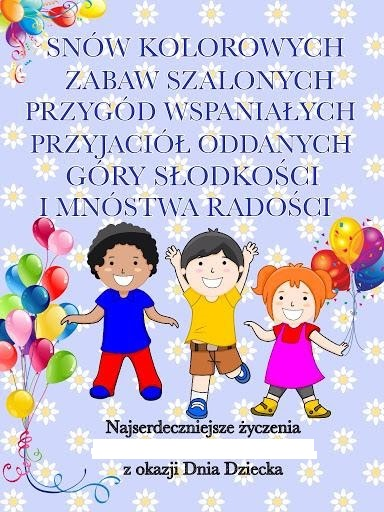 SNÓW KOLOROWYCH
ZABAW SZALONYCH
PRZYGÓD WSPANIAŁYCH
PRZYJACIÓŁ ODDANYCH
GÓRY SŁODKOŚCI
I MNÓSTWA RADOŚCI
Najserdeczniejsze życzenia
z okazji Dnia Dziecka